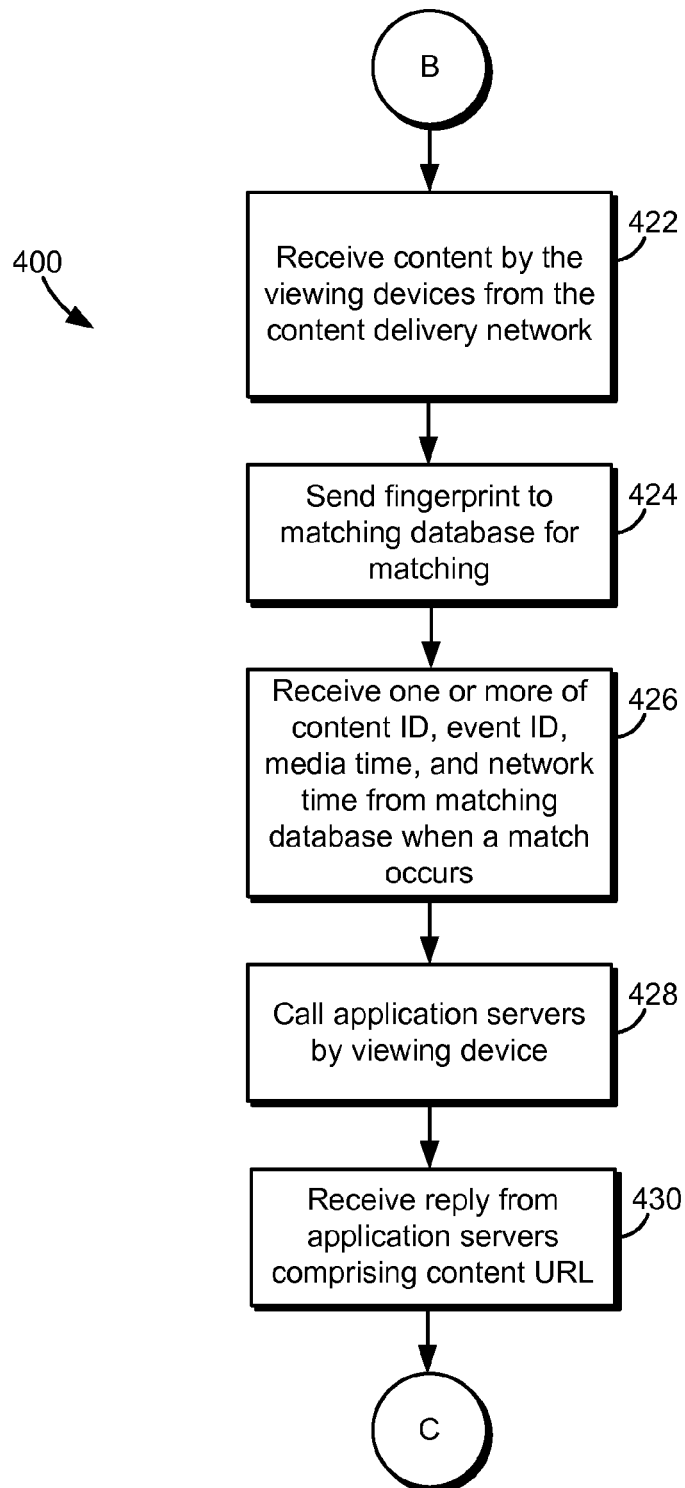 B
400
422
Receive content by the
viewing devices from the
content delivery network
424
Send fingerprint to
matching database for
matching
426
Receive one or more of
content ID, event ID,
media time, and network
time from matching
database when a match
occurs
428
Call application servers
by viewing device
430
Receive reply from
application servers
comprising content URL
C